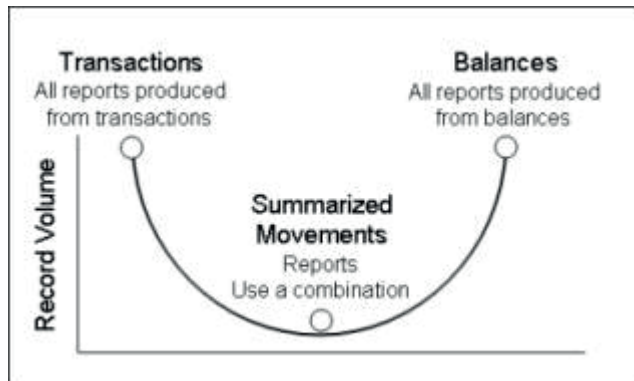 Transactions
All reports produced
from transactions
Balances
All reports produced
from balances
Summarized
Movements
Reports
Use a combination
Record Volume